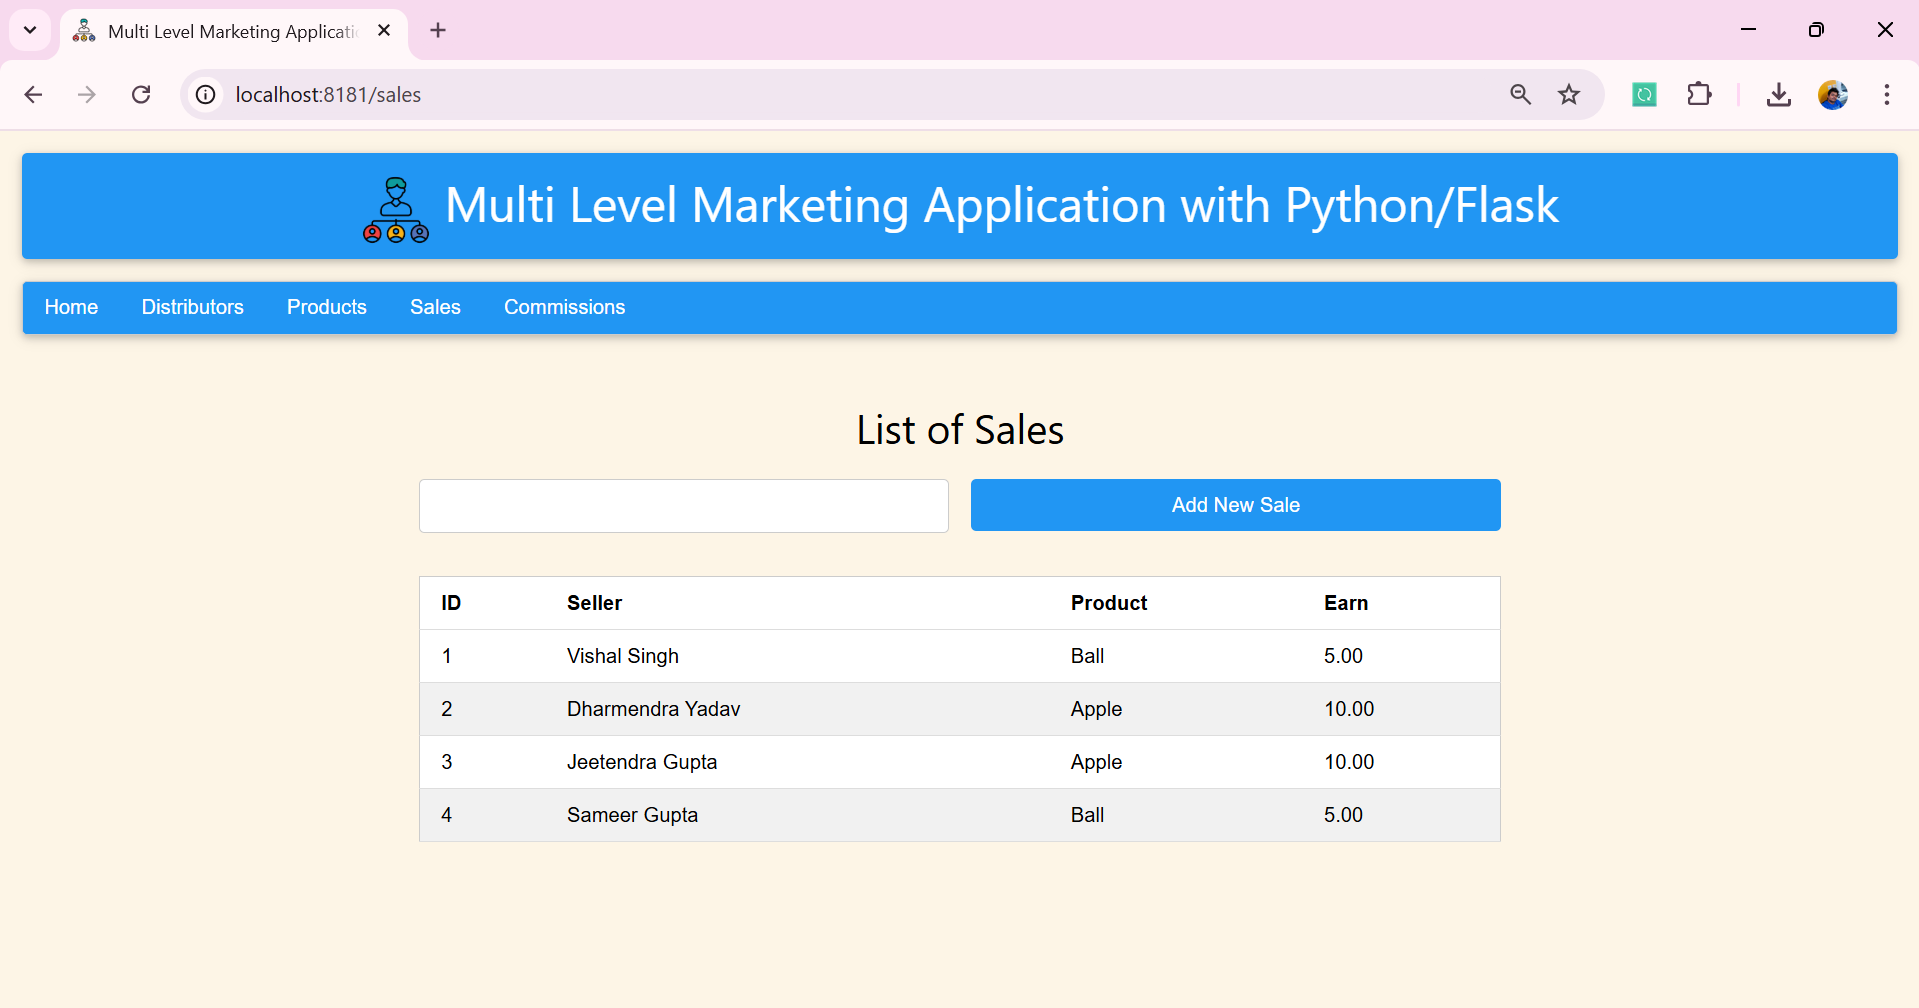 Multi Level Marketing Applicati
localhost:8181/sales
Multi Level Marketing Application with Python/Flask
Home Distributors Products Sales Commissions
List of Sales
Add New Sale
ID Seller Product Earn
1 Vishal Singh Ball 5.00
2 Dharmendra Yadav Apple 10.00
3 Jeetendra Gupta Apple 10.00
4 Sameer Gupta Ball 5.00